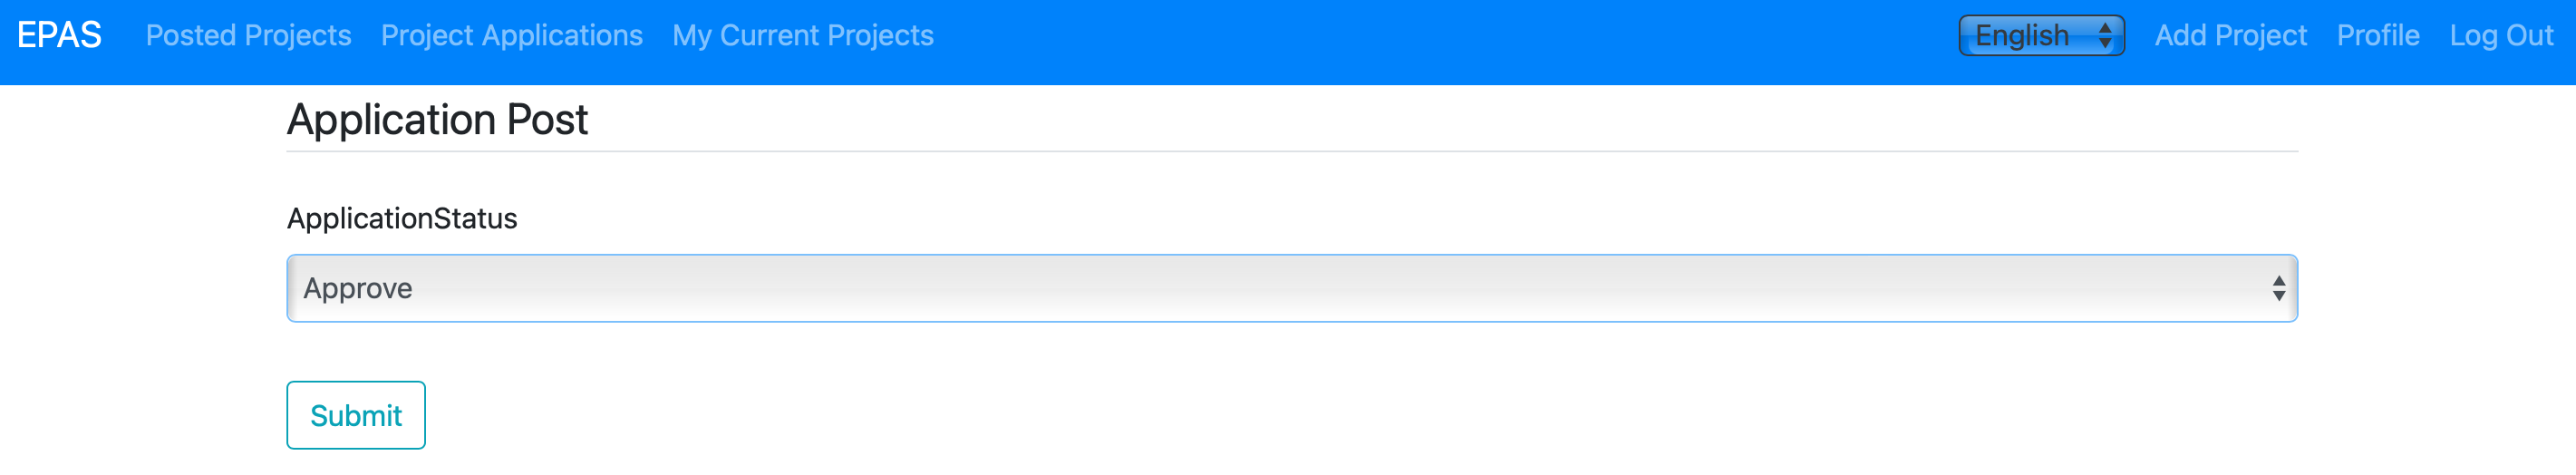 EPAS Posted Projects Project Applications My Current Projects English Add Project Profile Log Out
Application Post
ApplicationStatus
Approve
Submit